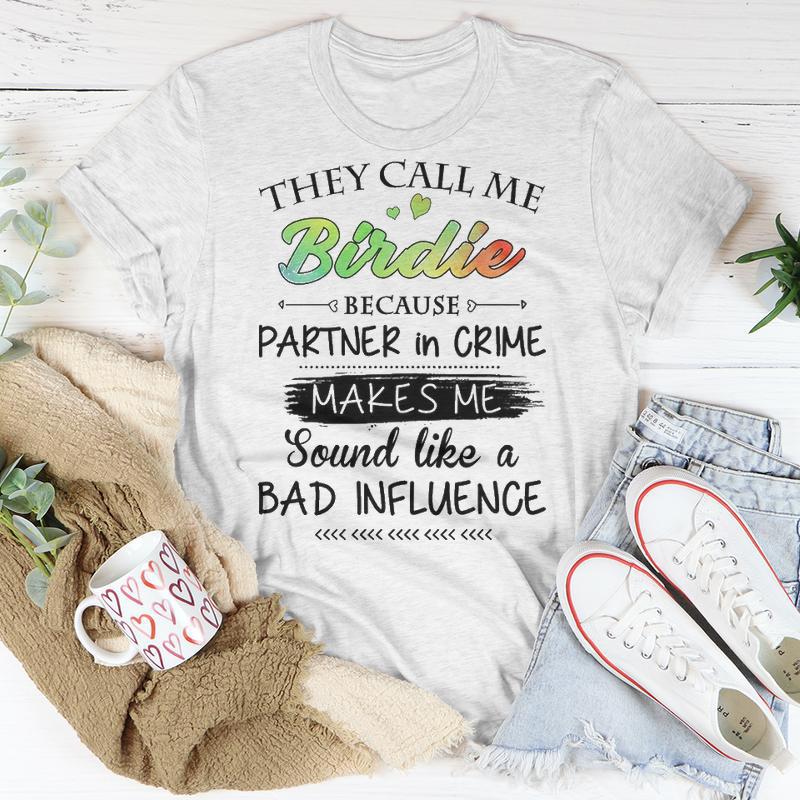 THEY CALL ME
Birdie
BECAUSE
PARTNER in CRIME
MAKES ME
Sound like a
BAD INFLUENCE